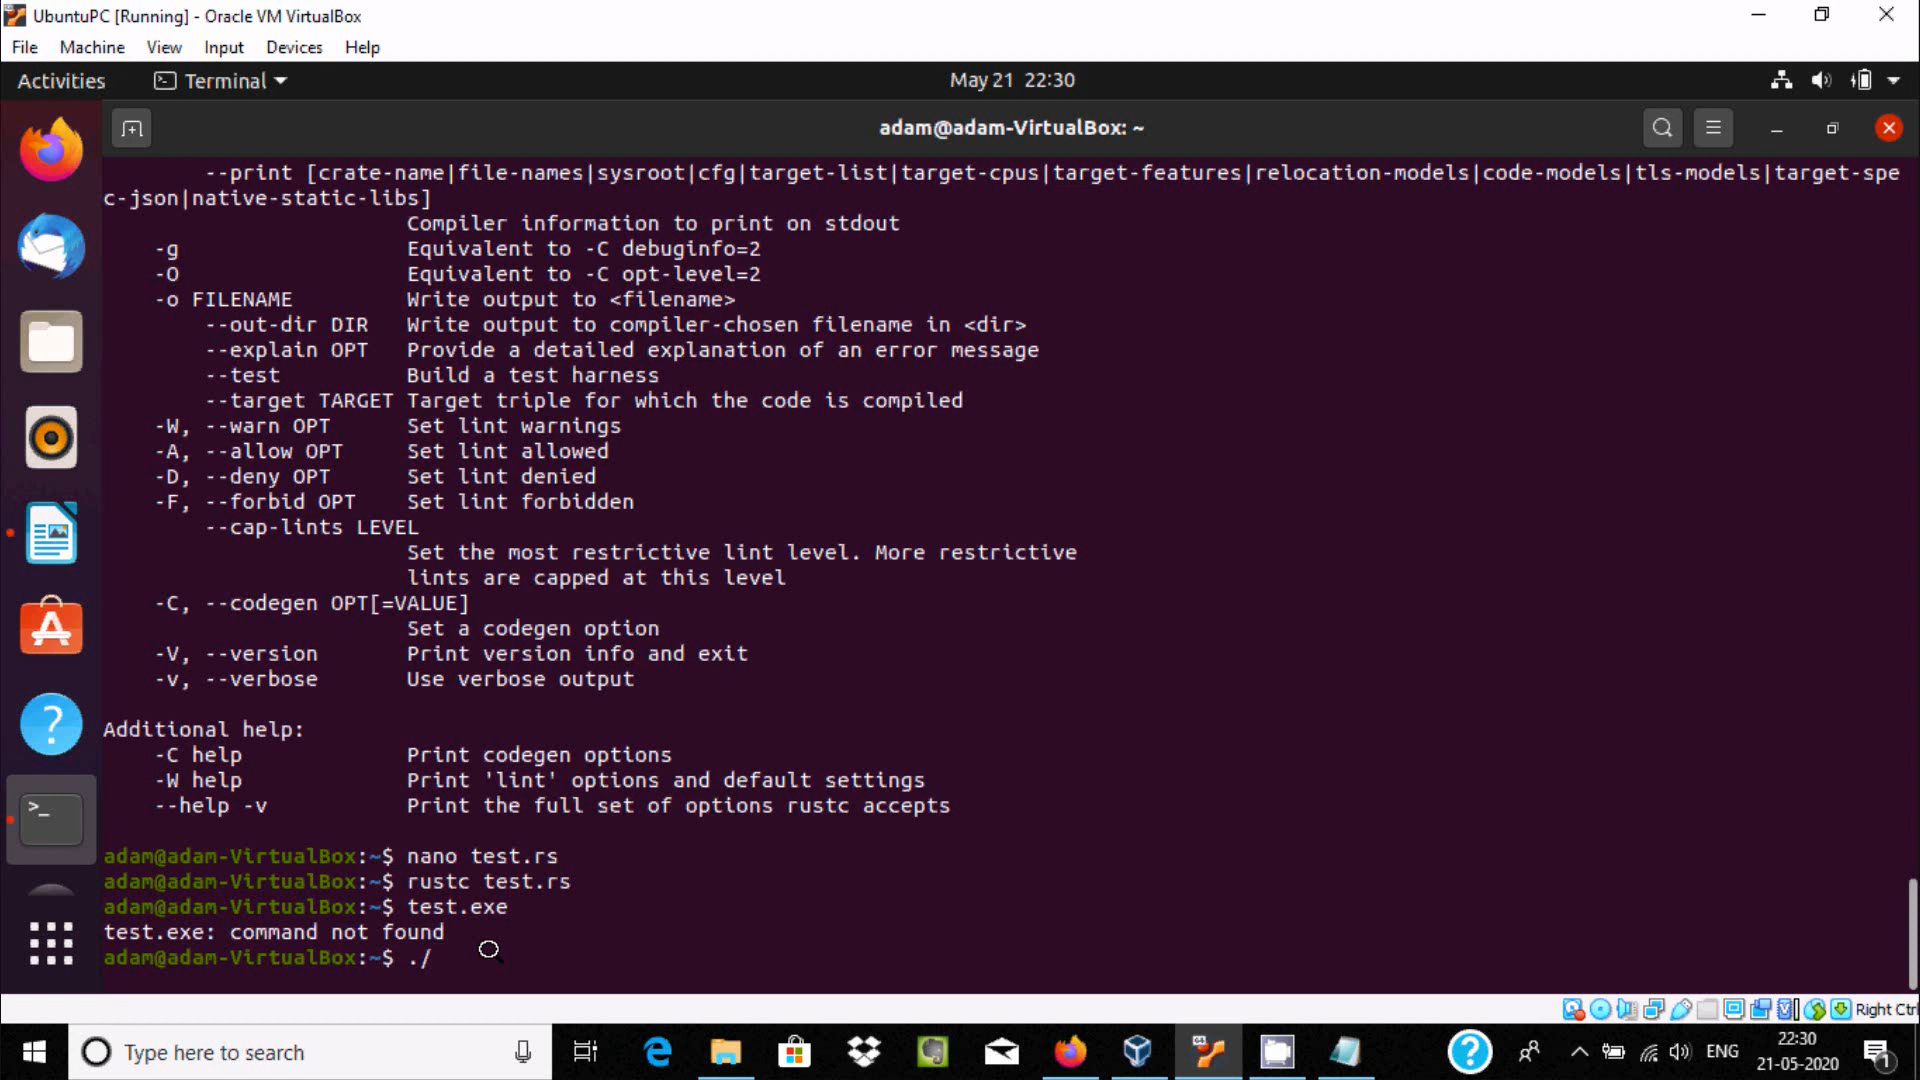 UbuntuPC [Running] - Oracle VM VirtualBox
File Machine View Input Devices Help
Activities Terminal May 21 22:30
adam@adam-VirtualBox: ~
--print [crate-name|file-names|sysroot|cfg|target-list|target-cpus|target-features|relocation-models|code-models|tls-models|target-spe
c-json|native-static-libs]
Compiler information to print on stdout
-g Equivalent to -C debuginfo=2
-O Equivalent to -C opt-level=2
-o FILENAME Write output to <filename>
--out-dir DIR Write output to compiler-chosen filename in <dir>
--explain OPT Provide a detailed explanation of an error message
--test Build a test harness
--target TARGET Target triple for which the code is compiled
-W, --warn OPT Set lint warnings
-A, --allow OPT Set lint allowed
-D, --deny OPT Set lint denied
-F, --forbid OPT Set lint forbidden
--cap-lints LEVEL
Set the most restrictive lint level. More restrictive
lints are capped at this level
-C, --codegen OPT[=VALUE]
Set a codegen option
-V, --version Print version info and exit
-v, --verbose Use verbose output
Additional help:
-C help Print codegen options
-W help Print 'lint' options and default settings
--help -v Print the full set of options rustc accepts
adam@adam-VirtualBox:~$ nano test.rs
adam@adam-VirtualBox:~$ rustc test.rs
adam@adam-VirtualBox:~$ test.exe
test.exe: command not found
adam@adam-VirtualBox:~$ ./
Right Ctrl
Type here to search
ENG
22:30
21-05-2020
1